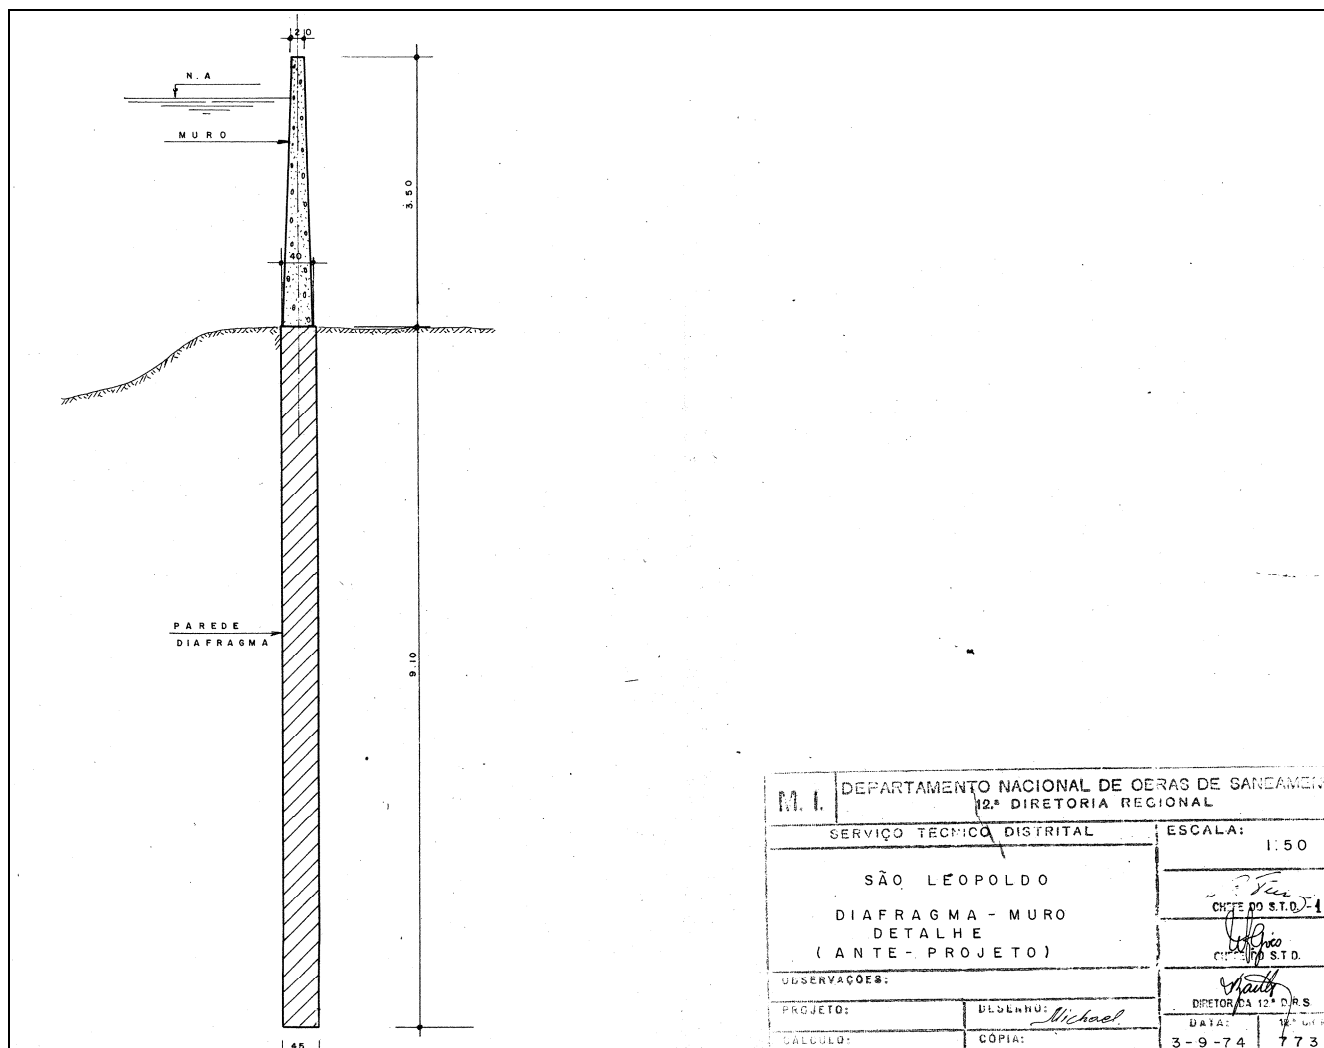 20
N.A
MURO
3.50
40
PAREDE
DIAFRAGMA
9.10
45
M. I.
DEPARTAMENTO NACIONAL DE OBRAS DE SANEAMEN
12.ª DIRETORIA REGIONAL
SERVIÇO TECNICO DISTRITAL
ESCALA:
1:50
SÃO LEOPOLDO
DIAFRAGMA - MURO
DETALHE
( ANTE - PROJETO)
CHEFE DO S.T.D.-1
CHEFE DO S.T.D.
OBSERVAÇÕES:
DIRETOR DA 12ª D.R.S
PROJETO:
DESENHO: Michael
DATA:
CALCULO:
CÓPIA:
3-9-74
773